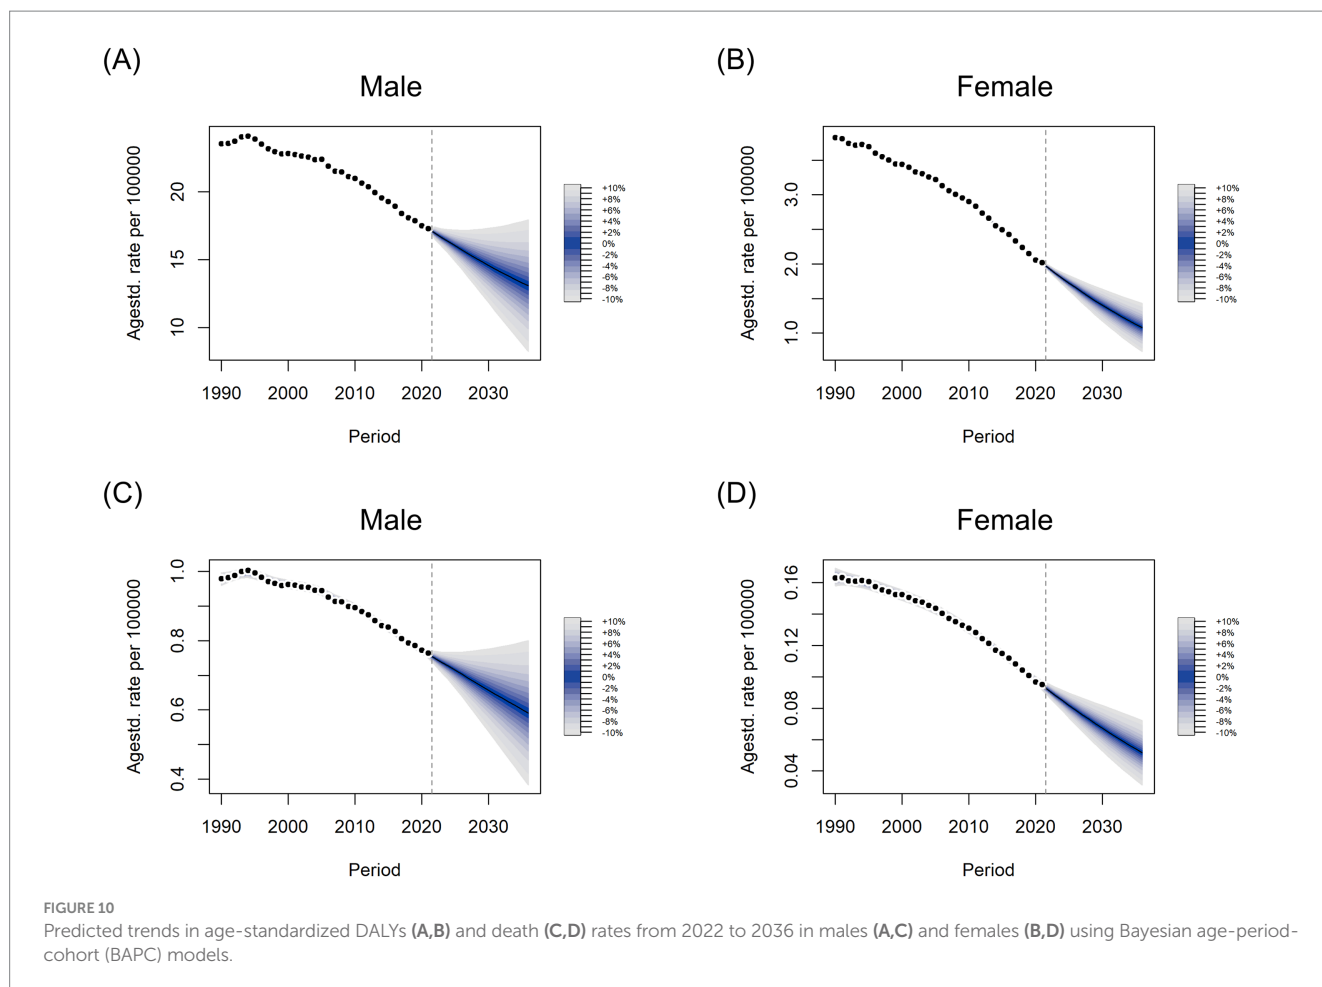 (A)
Male
Agestd. rate per 100000
20
15
10
1990 2000 2010 2020 2030
Period
+10%
+8%
+6%
+4%
+2%
0%
-2%
-4%
-6%
-8%
-10%
(B)
Female
Agestd. rate per 100000
3.0
2.0
1.0
1990 2000 2010 2020 2030
Period
+10%
+8%
+6%
+4%
+2%
0%
-2%
-4%
-6%
-8%
-10%
(C)
Male
Agestd. rate per 100000
1.0
0.8
0.6
0.4
1990 2000 2010 2020 2030
Period
+10%
+8%
+6%
+4%
+2%
0%
-2%
-4%
-6%
-8%
-10%
(D)
Female
Agestd. rate per 100000
0.16
0.12
0.08
0.04
1990 2000 2010 2020 2030
Period
+10%
+8%
+6%
+4%
+2%
0%
-2%
-4%
-6%
-8%
-10%
FIGURE 10
Predicted trends in age-standardized DALYs (A,B) and death (C,D) rates from 2022 to 2036 in males (A,C) and females (B,D) using Bayesian age-period-
cohort (BAPC) models.